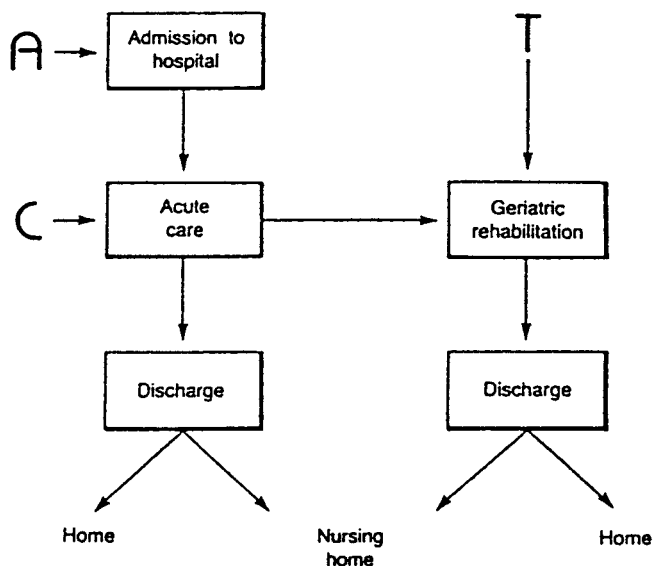 A
Admission to
hospital
T
C
Acute
care
Geriatric
rehabilitation
Discharge
Discharge
Home
Nursing
home
Home